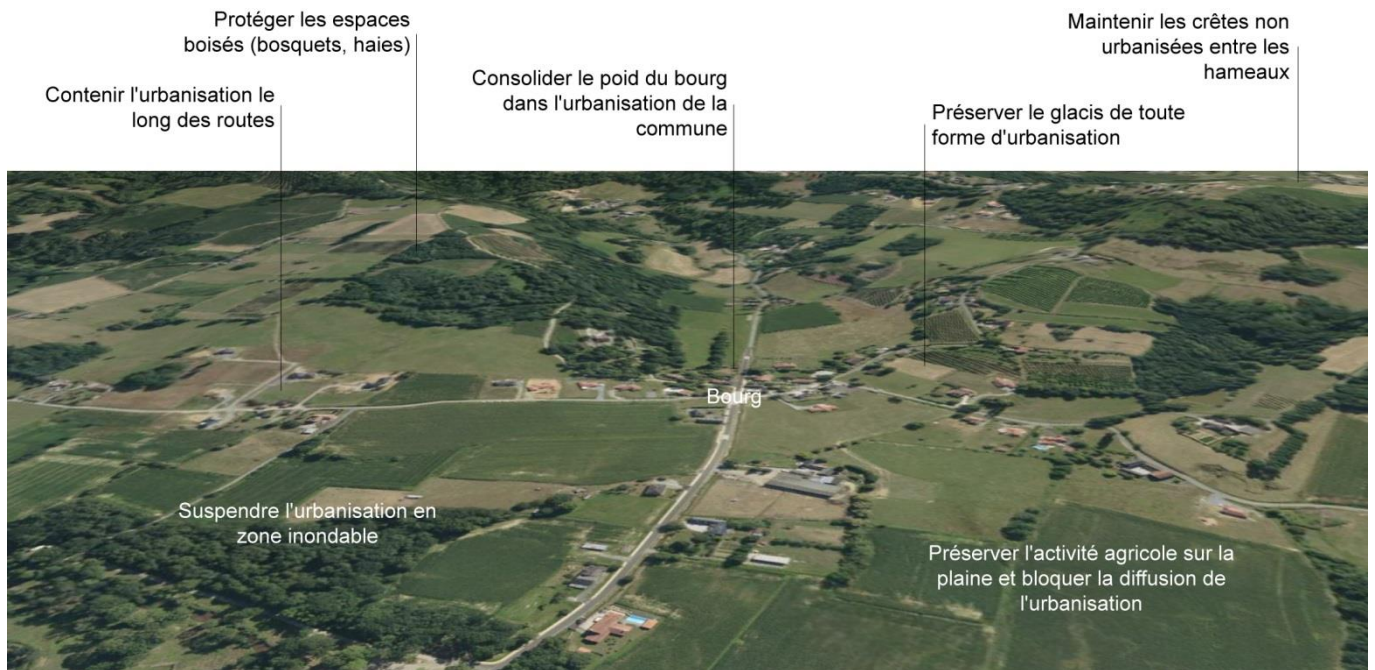 Protéger les espaces
boisés (bosquets, haies)
Maintenir les crêtes non
urbanisées entre les
hameaux
Contenir l'urbanisation le
long des routes
Consolider le poid du bourg
dans l'urbanisation de la
commune
Préserver le glacis de toute
forme d'urbanisation
Bourg
Suspendre l'urbanisation en
zone inondable
Préserver l'activité agricole sur la
plaine et bloquer la diffusion de
l'urbanisation